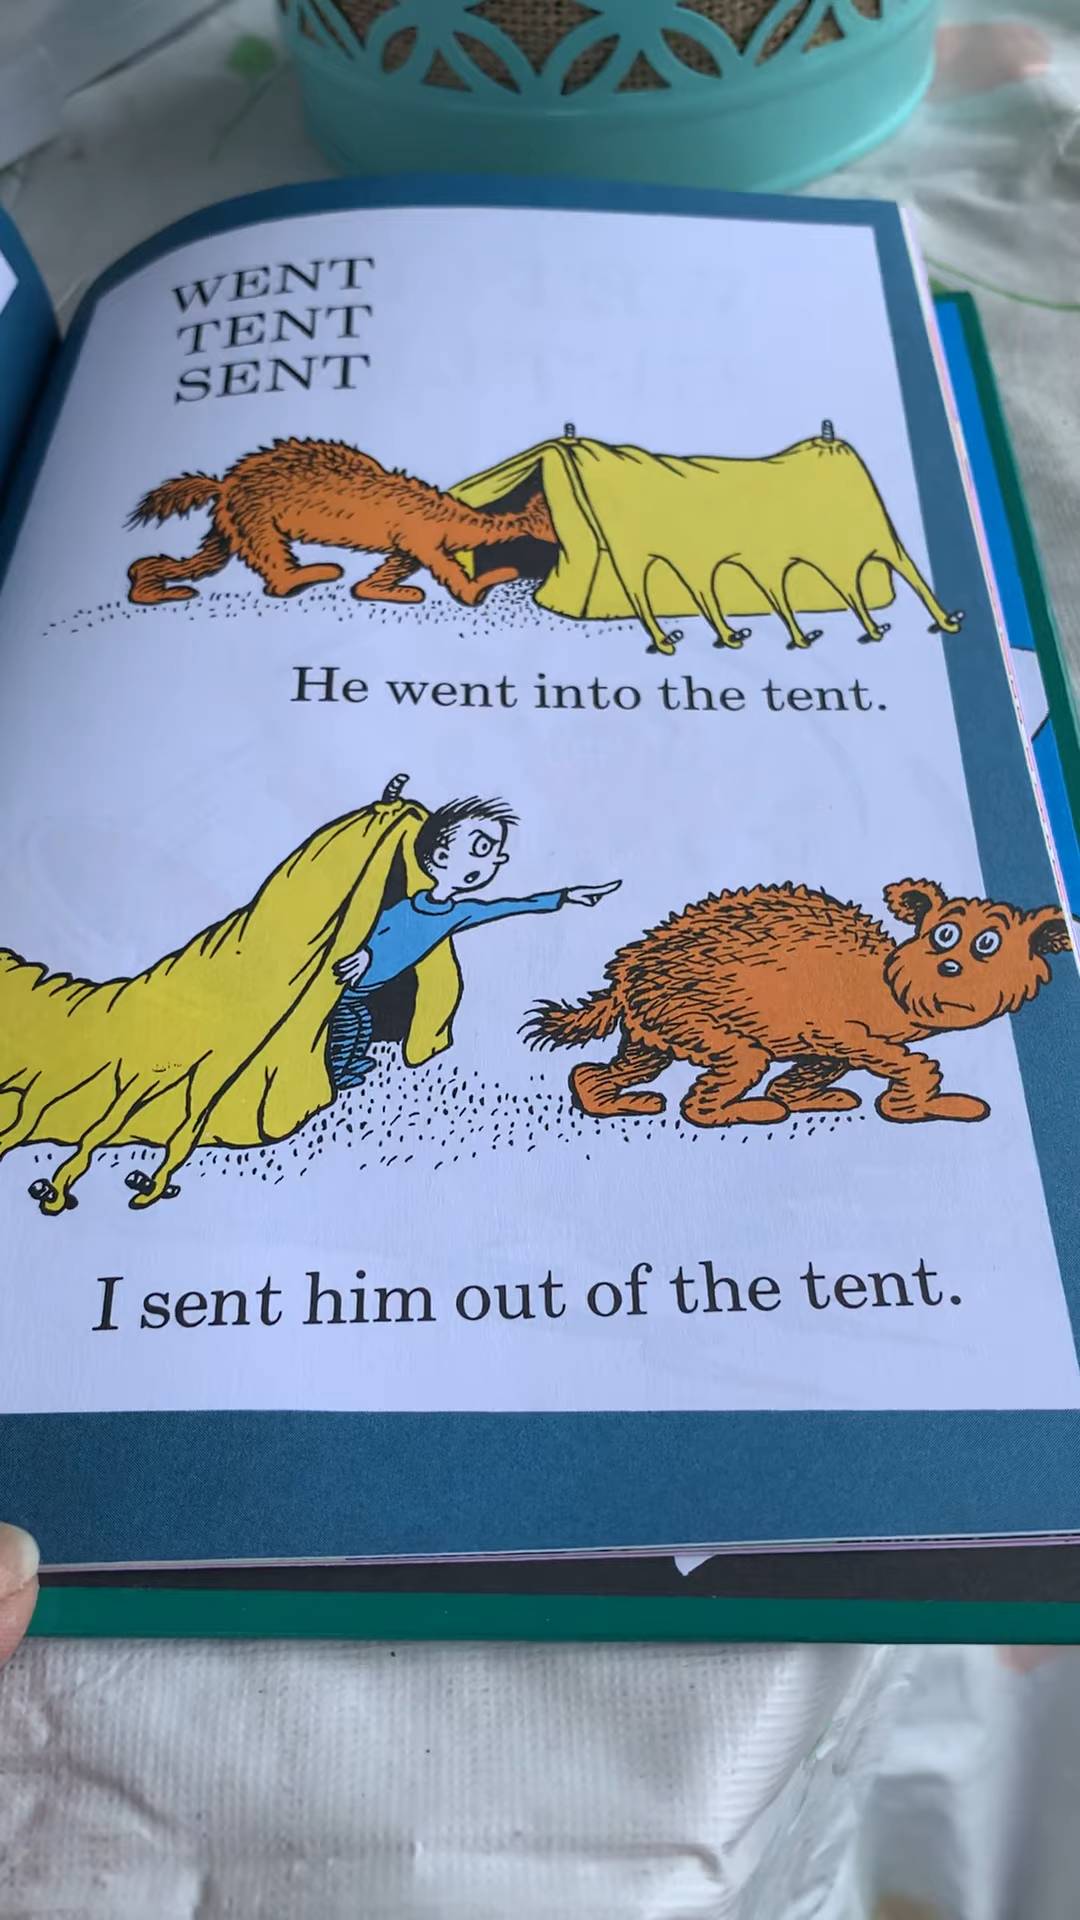 WENT
TENT
SENT
He went into the tent.
I sent him out of the tent.